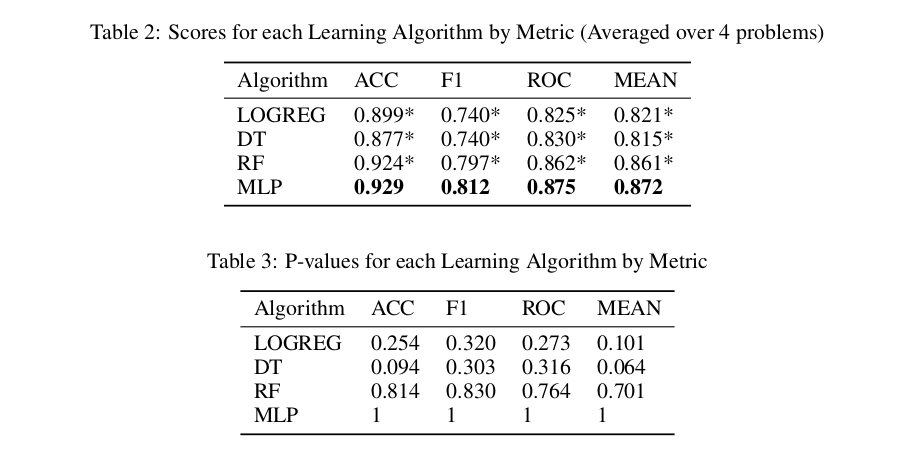 Table 2: Scores for each Learning Algorithm by Metric (Averaged over 4 problems)
Algorithm ACC F1 ROC MEAN
LOGREG 0.899* 0.740* 0.825* 0.821*
DT 0.877* 0.740* 0.830* 0.815*
RF 0.924* 0.797* 0.862* 0.861*
MLP 0.929 0.812 0.875 0.872
Table 3: P-values for each Learning Algorithm by Metric
Algorithm ACC F1 ROC MEAN
LOGREG 0.254 0.320 0.273 0.101
DT 0.094 0.303 0.316 0.064
RF 0.814 0.830 0.764 0.701
MLP 1 1 1 1